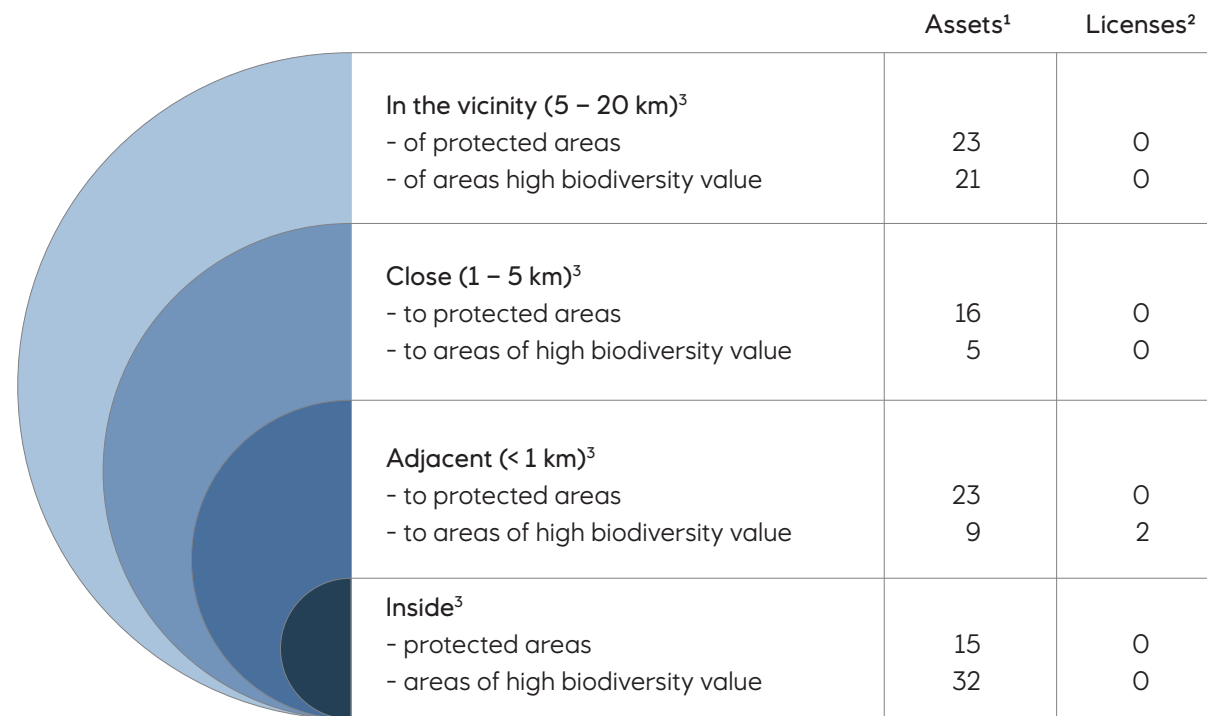 Assets¹ Licenses²
In the vicinity (5 – 20 km)³
- of protected areas 23 0
- of areas high biodiversity value 21 0
Close (1 – 5 km)³
- to protected areas 16 0
- to areas of high biodiversity value 5 0
Adjacent (< 1 km)³
- to protected areas 23 0
- to areas of high biodiversity value 9 2
Inside³
- protected areas 15 0
- areas of high biodiversity value 32 0